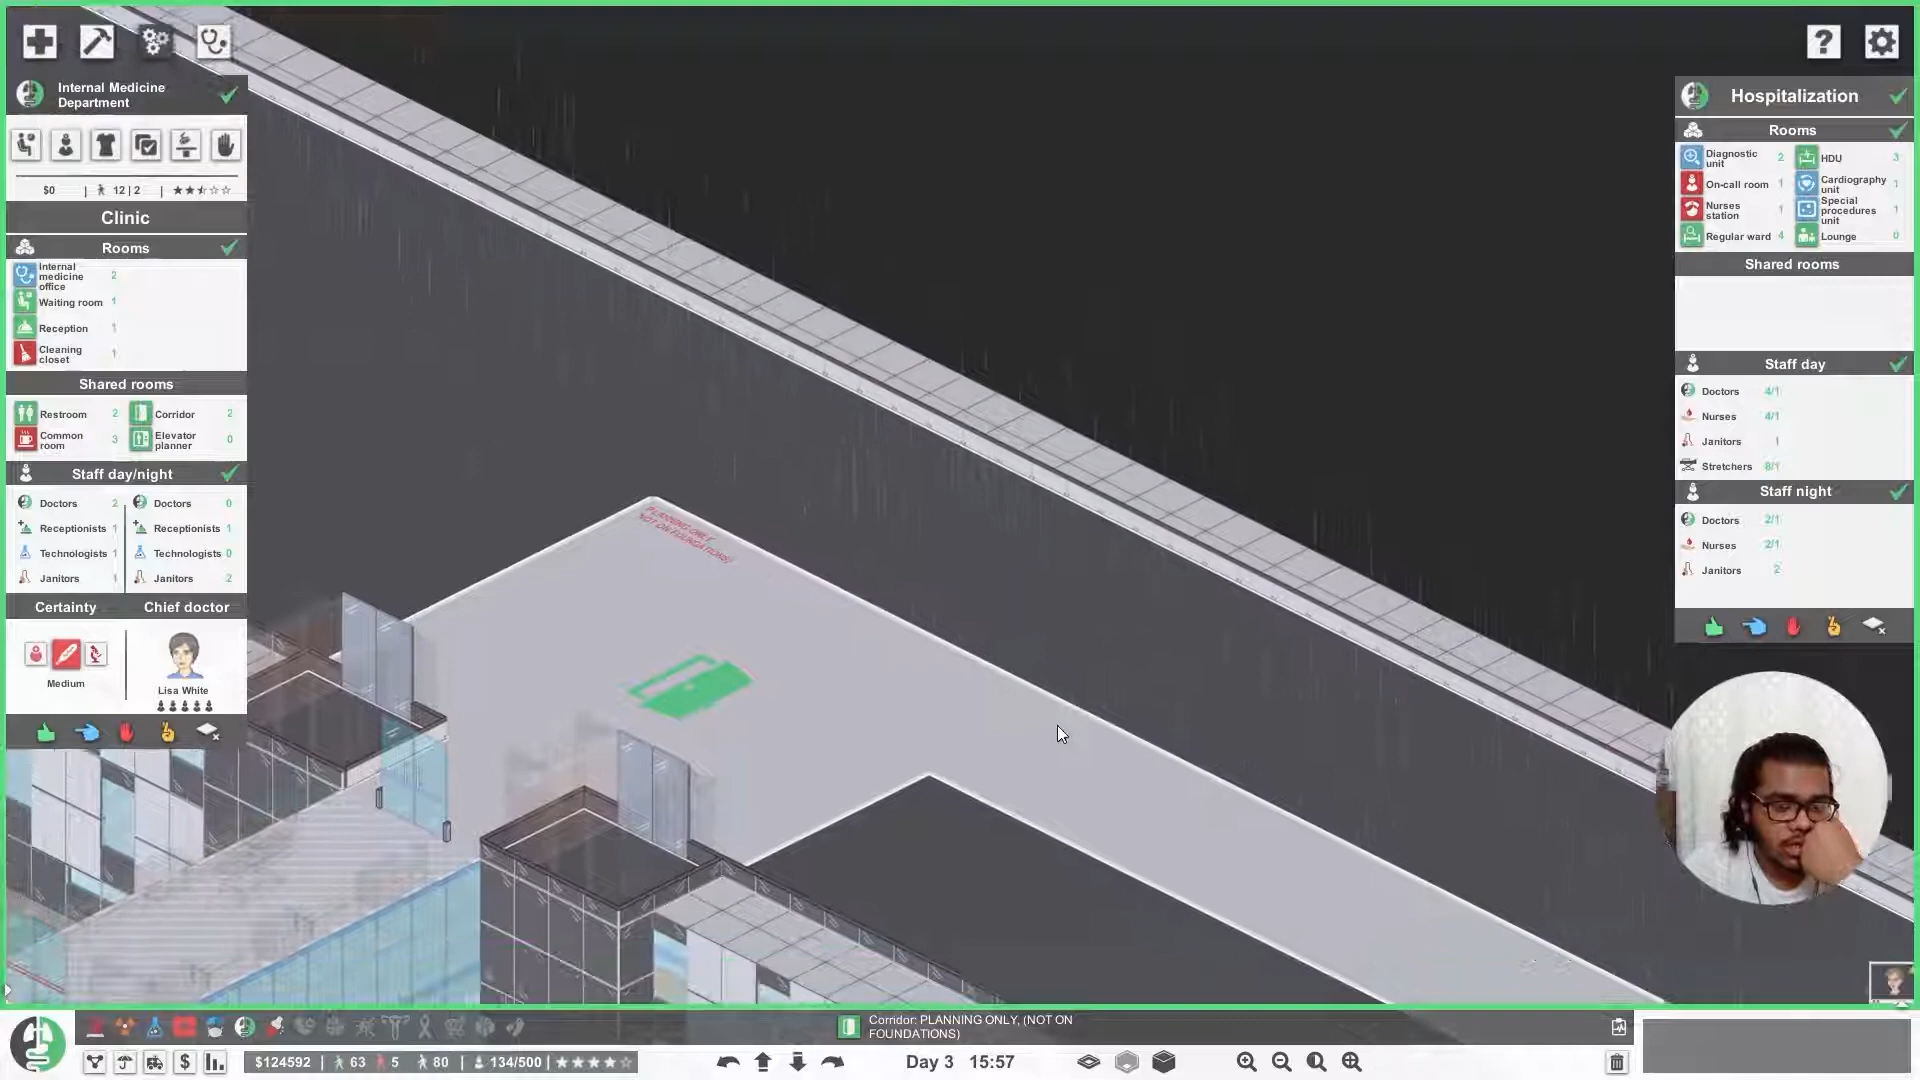 Internal Medicine
Department
$0 | 12 | 2 |
Clinic
Rooms
Internal
medicine
office 2
Waiting room 1
Reception 1
Cleaning
closet 1
Shared rooms
Restroom 2 Corridor 2
Common
room 3 Elevator
planner 0
Staff day/night
Doctors 2 Doctors 0
Receptionists 1 Receptionists 1
Technologists 1 Technologists 0
Janitors 1 Janitors 2
Certainty Chief doctor
Medium Lisa White
PLANNING ONLY
NOT ON FOUNDATIONS!
?
Hospitalization
Rooms
Diagnostic
unit 2 HDU 3
On-call room 1 Cardiography
unit 1
Nurses
station 1 Special
procedures
unit 1
Regular ward 4 Lounge 0
Shared rooms
Staff day
Doctors 4/1
Nurses 4/1
Janitors 1
Stretchers 8/1
Staff night
Doctors 2/1
Nurses 2/1
Janitors 2
Corridor: PLANNING ONLY, (NOT ON
FOUNDATIONS)
$124592 | 63 5 | 80 | 134/500 |
Day 3 15:57